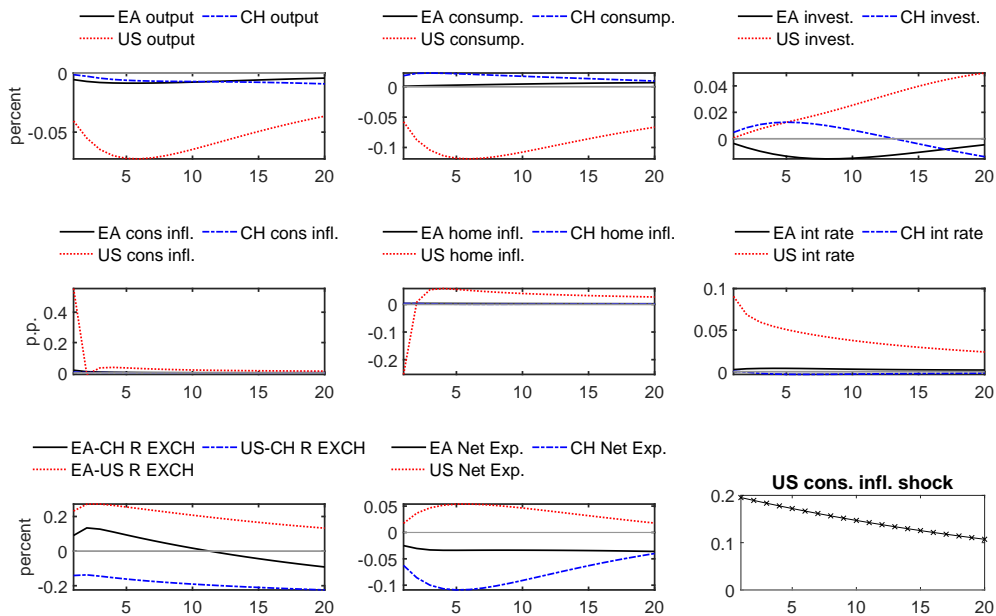 EA output CH output
US output
EA consump. CH consump.
US consump.
EA invest. CH invest.
US invest.
percent
0
-0.05
5 10 15 20
0
-0.05
-0.1
5 10 15 20
0.04
0.02
0
5 10 15 20
EA cons infl. CH cons infl.
US cons infl.
EA home infl. CH home infl.
US home infl.
EA int rate CH int rate
US int rate
p.p.
0.4
0.2
0
5 10 15 20
0
-0.1
-0.2
5 10 15 20
0.1
0.05
0
5 10 15 20
EA-CH R EXCH US-CH R EXCH
EA-US R EXCH
EA Net Exp. CH Net Exp.
US Net Exp.
US cons. infl. shock
percent
0.2
0
-0.2
5 10 15 20
0.05
0
-0.05
-0.1
5 10 15 20
0.2
0.1
0
5 10 15 20